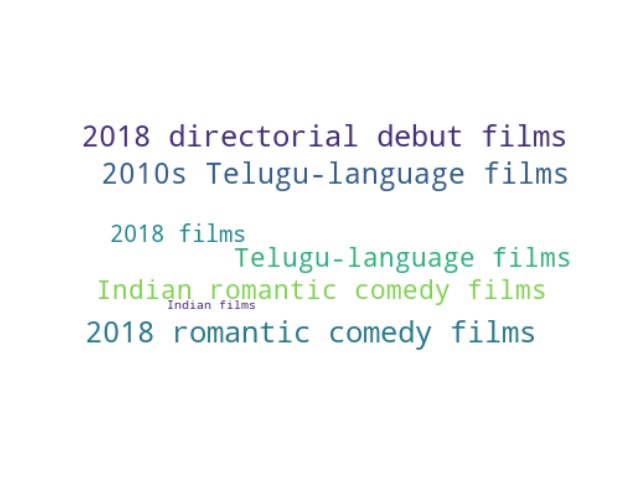 2018 directorial debut films
2010s Telugu-language films
2018 films
Telugu-language films
Indian romantic comedy films
Indian films
2018 romantic comedy films